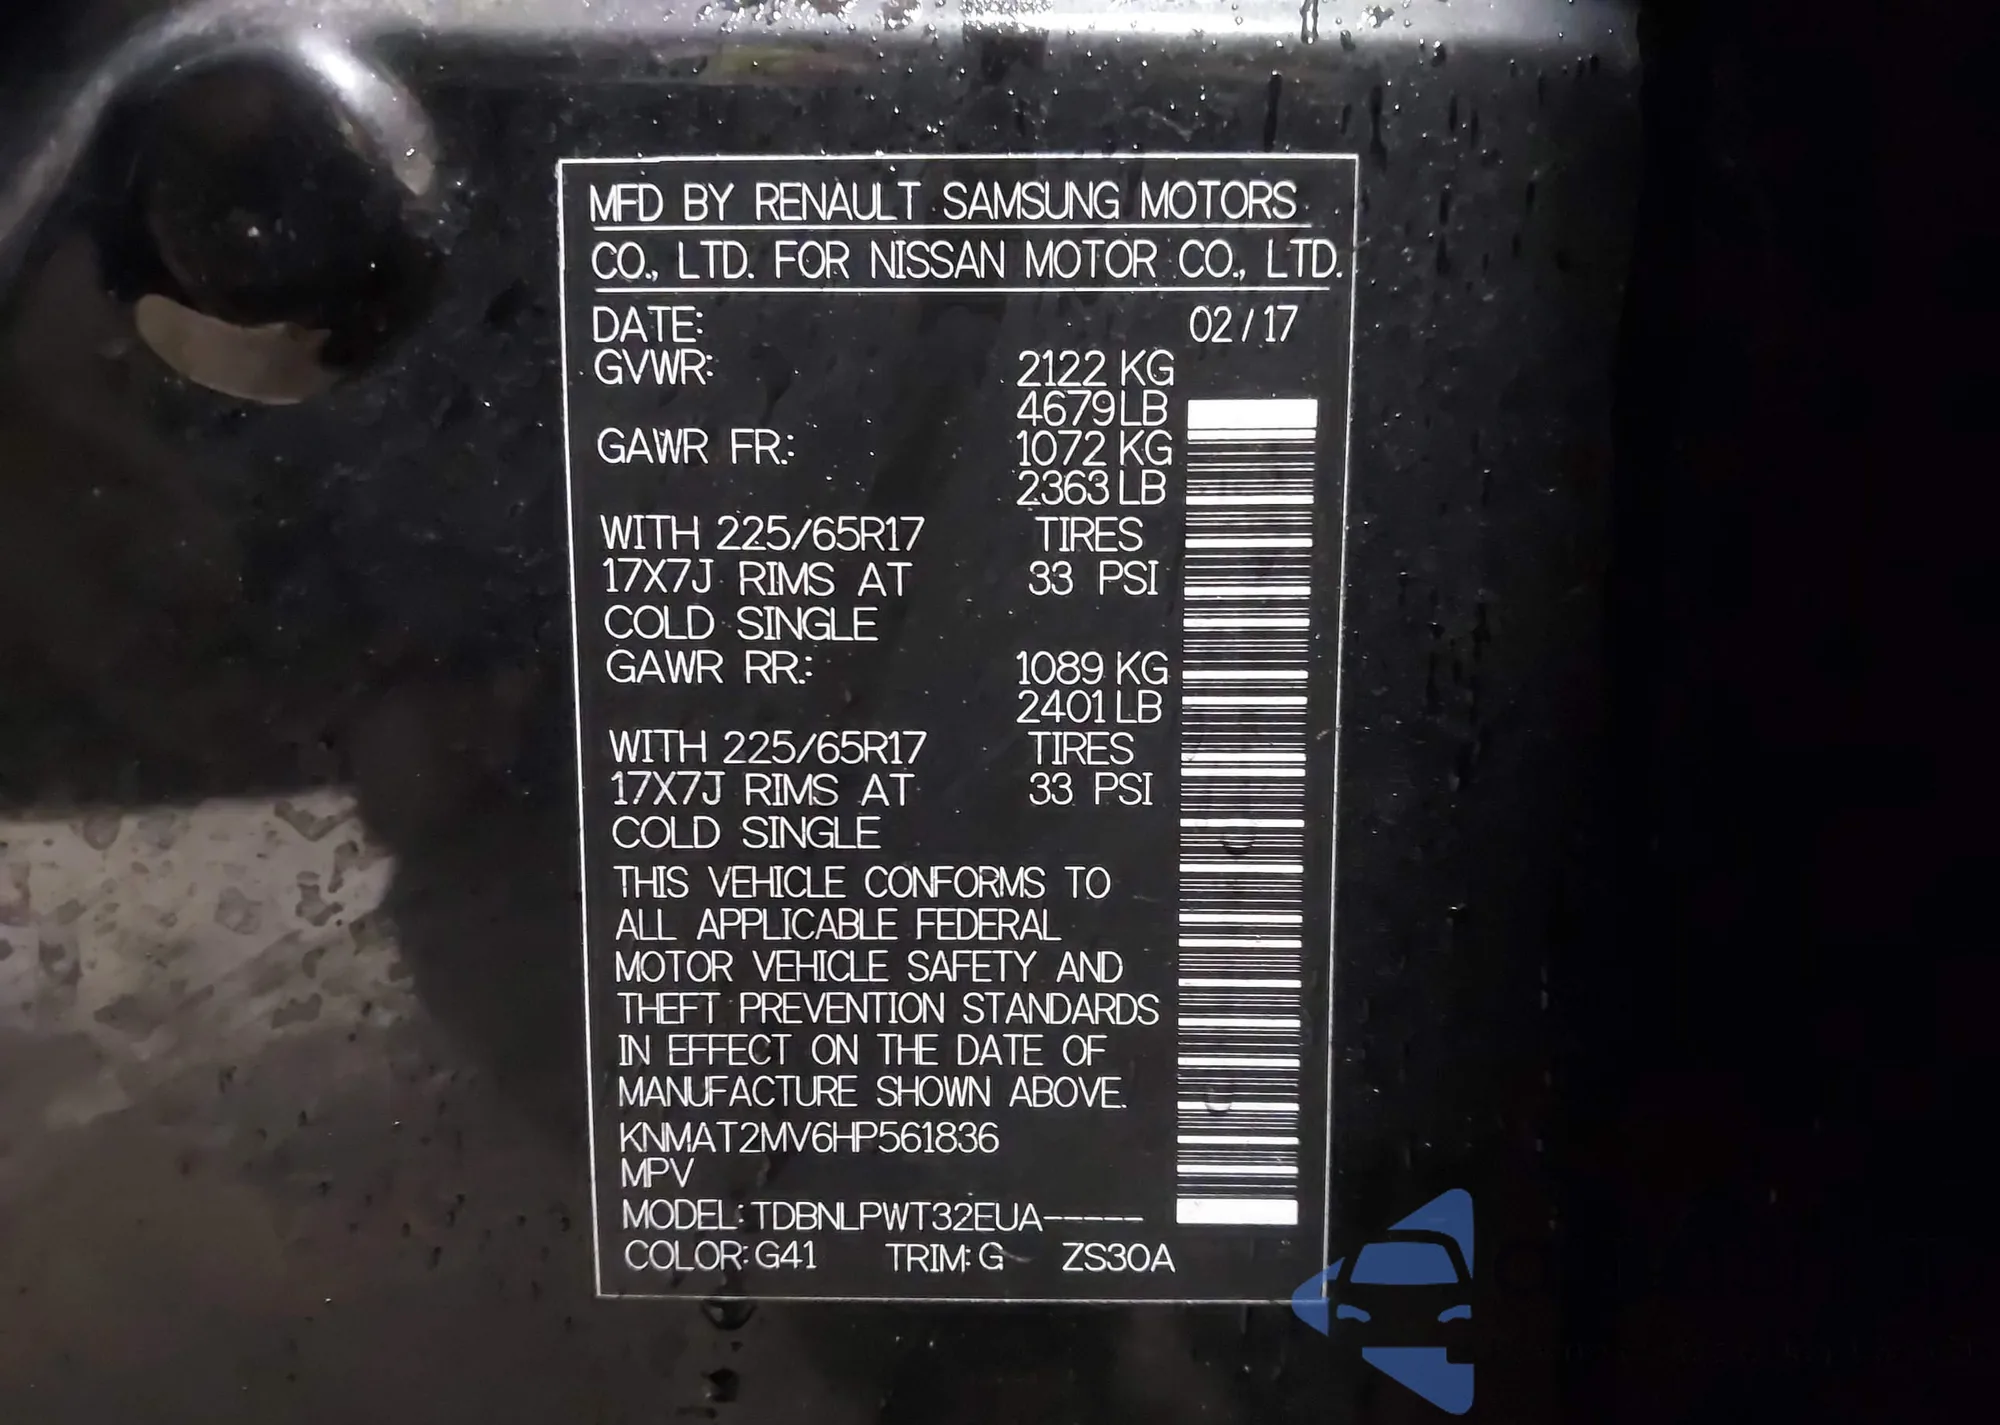 MFD BY RENAULT SAMSUNG MOTORS
CO., LTD. FOR NISSAN MOTOR CO., LTD.
DATE: 02/17
GVWR: 2122 KG
4679 LB
GAWR FR.: 1072 KG
2363 LB
WITH 225/65R17 TIRES
17X7J RIMS AT 33 PSI
COLD SINGLE
GAWR RR.: 1089 KG
2401 LB
WITH 225/65R17 TIRES
17X7J RIMS AT 33 PSI
COLD SINGLE
THIS VEHICLE CONFORMS TO
ALL APPLICABLE FEDERAL
MOTOR VEHICLE SAFETY AND
THEFT PREVENTION STANDARDS
IN EFFECT ON THE DATE OF
MANUFACTURE SHOWN ABOVE.
KNMAT2MV6HP561836
MPV
MODEL: TDBNLPWT32EUA-----
COLOR: G41 TRIM: G ZS30A